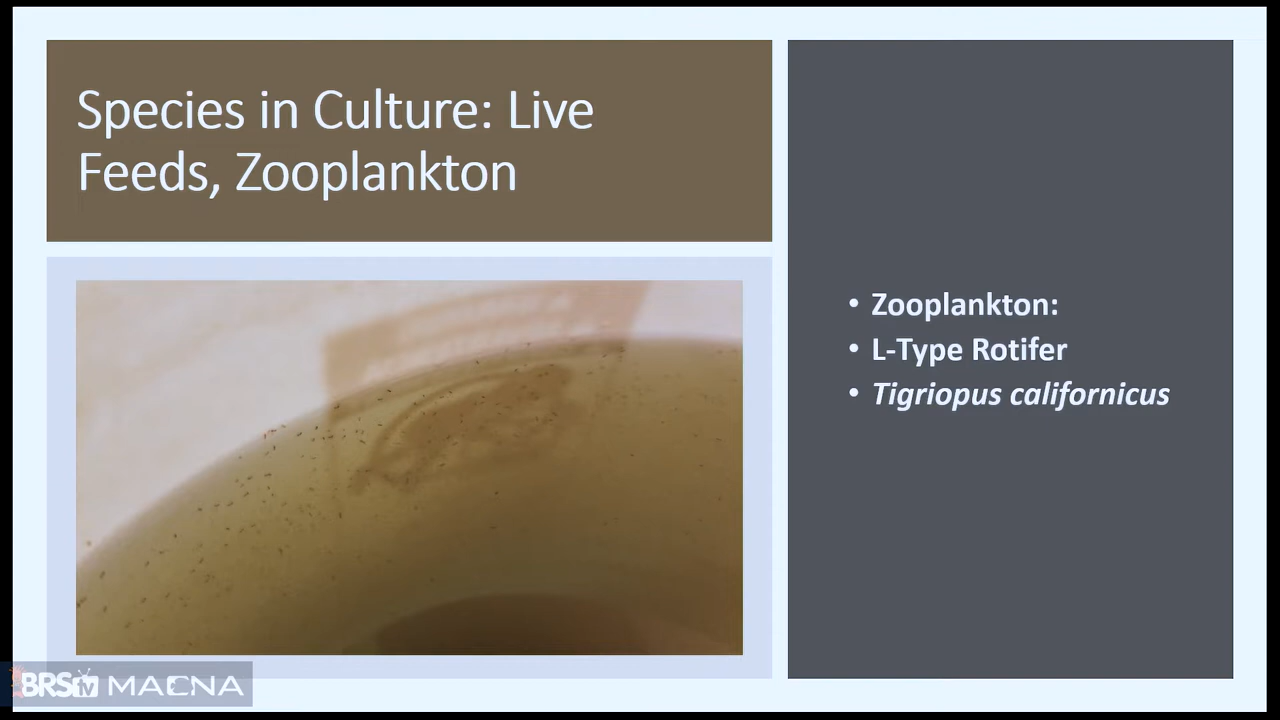 Species in Culture: Live
Feeds, Zooplankton
• Zooplankton:
• L-Type Rotifer
• Tigriopus californicus
BRStv MACNA